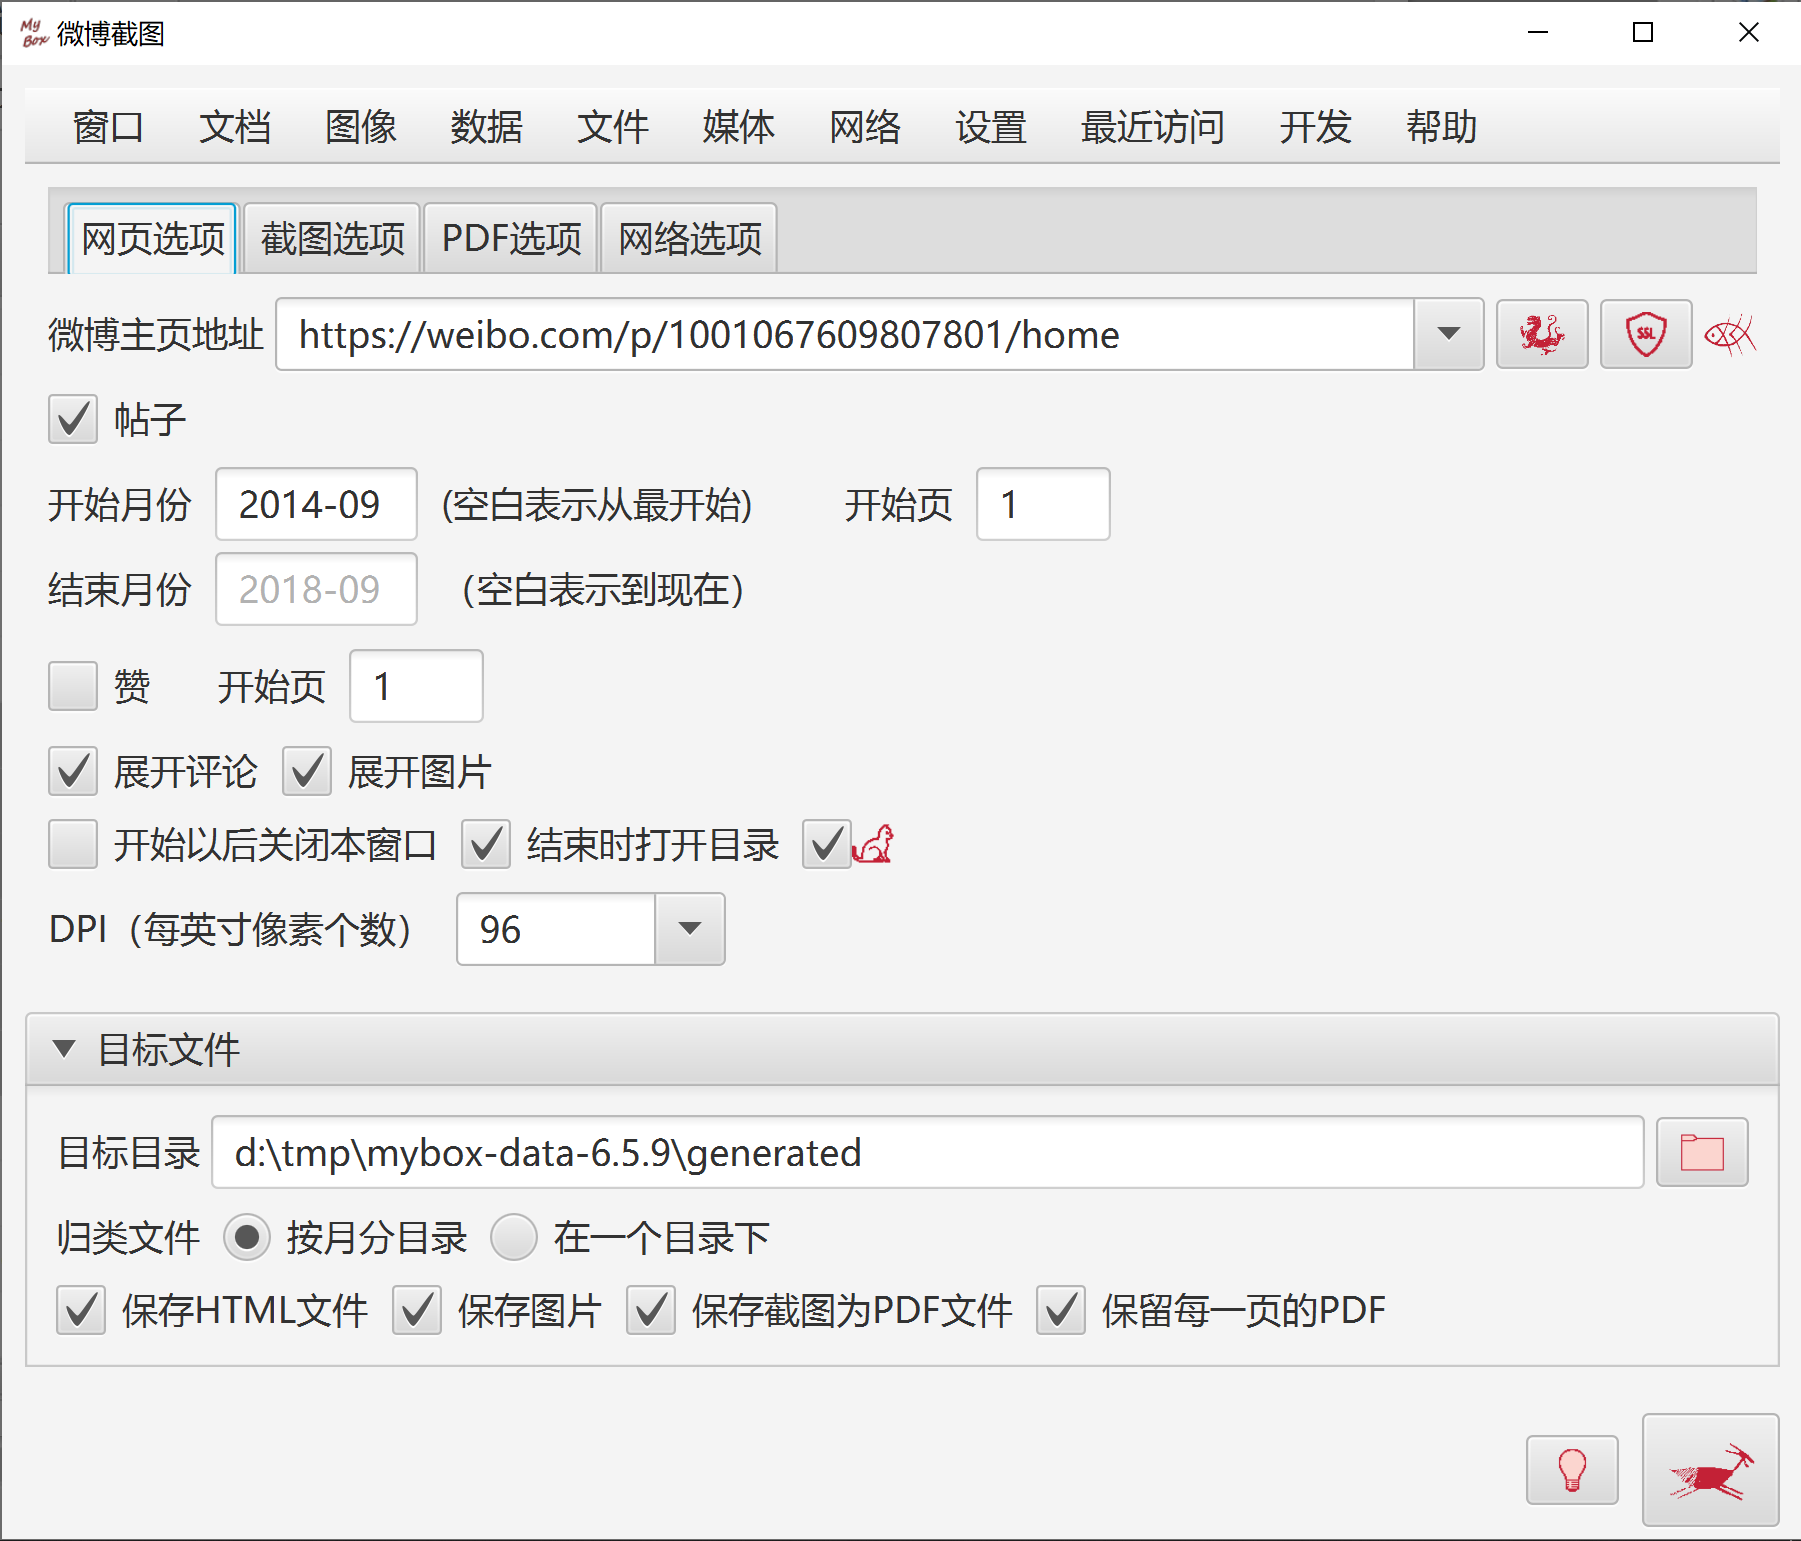 My Box 微博截图
窗口 文档 图像 数据 文件 媒体 网络 设置 最近访问 开发 帮助
网页选项 截图选项 PDF选项 网络选项
微博主页地址 https://weibo.com/p/1001067609807801/home SSL
帖子
开始月份 2014-09 (空白表示从最开始) 开始页 1
结束月份 2018-09 （空白表示到现在）
赞 开始页 1
展开评论 展开图片
开始以后关闭本窗口 结束时打开目录
DPI（每英寸像素个数） 96
目标文件
目标目录 d:\tmp\mybox-data-6.5.9\generated
归类文件 按月分目录 在一个目录下
保存HTML文件 保存图片 保存截图为PDF文件 保留每一页的PDF